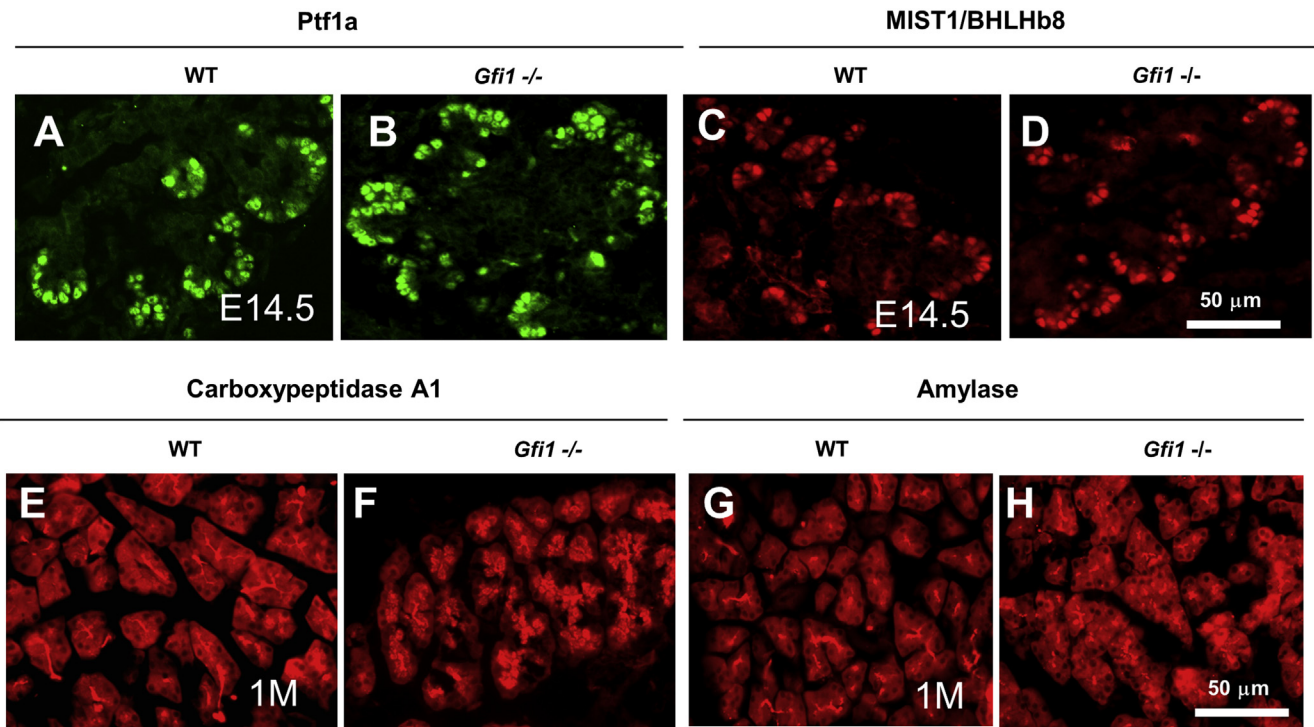 Ptf1a MIST1/BHLHb8
WT Gfi1 -/- WT Gfi1 -/-
A B C D
E14.5 E14.5 50 μm
Carboxypeptidase A1 Amylase
WT Gfi1 -/- WT Gfi1 -/-
E F G H
1M 1M 50 μm